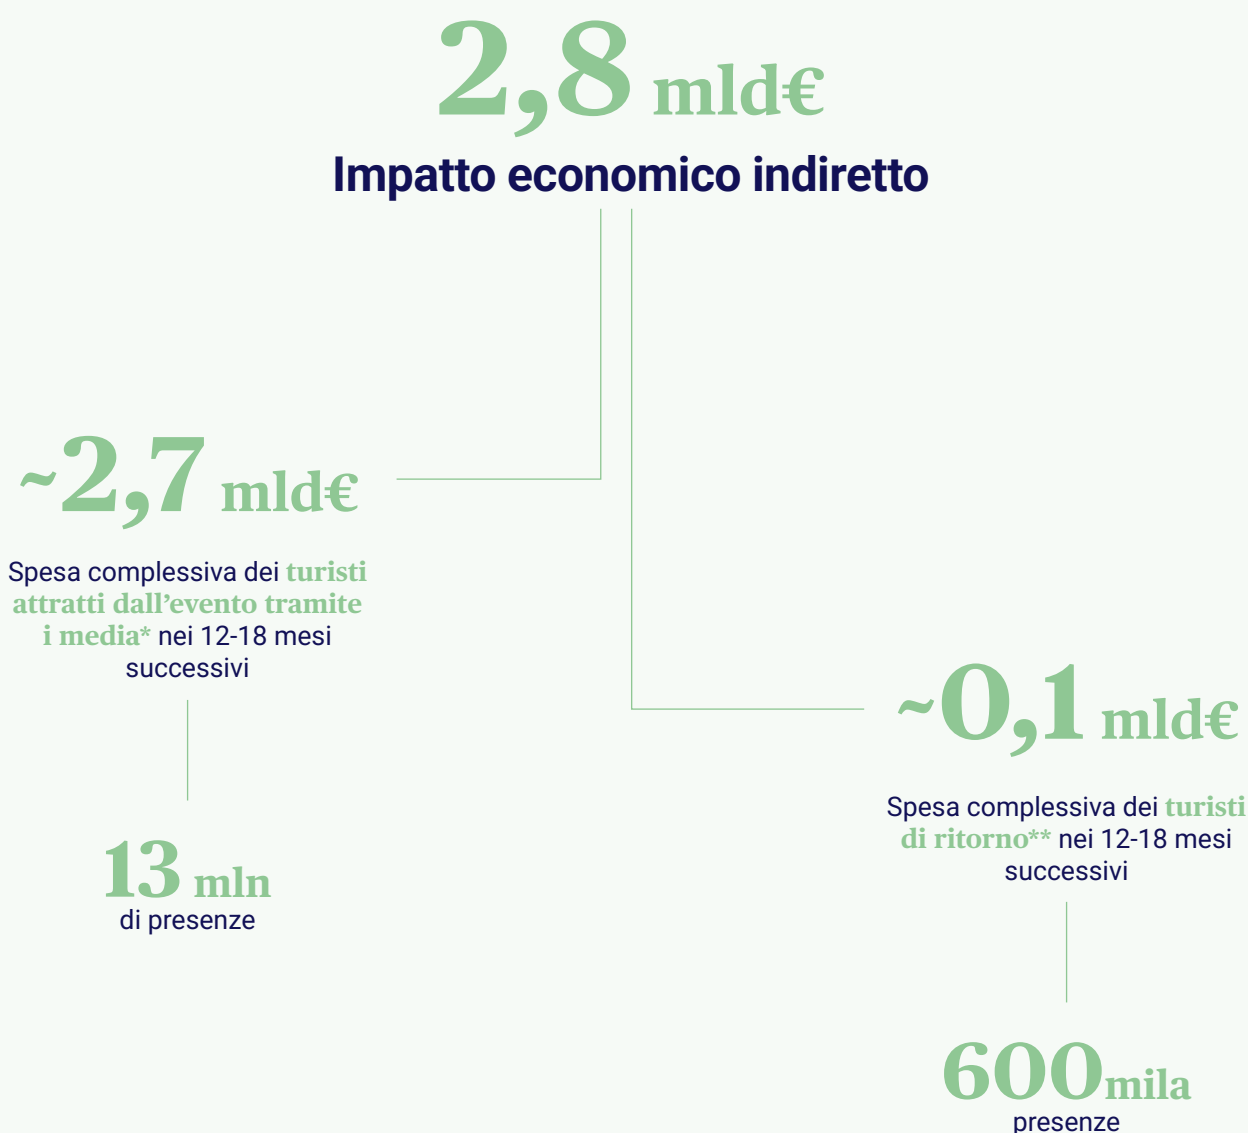 2,8 mld€
Impatto economico indiretto
~2,7 mld€
Spesa complessiva dei turisti
attratti dall’evento tramite
i media* nei 12-18 mesi
successivi
13 mln
di presenze
~0,1 mld€
Spesa complessiva dei turisti
di ritorno** nei 12-18 mesi
successivi
600mila
presenze